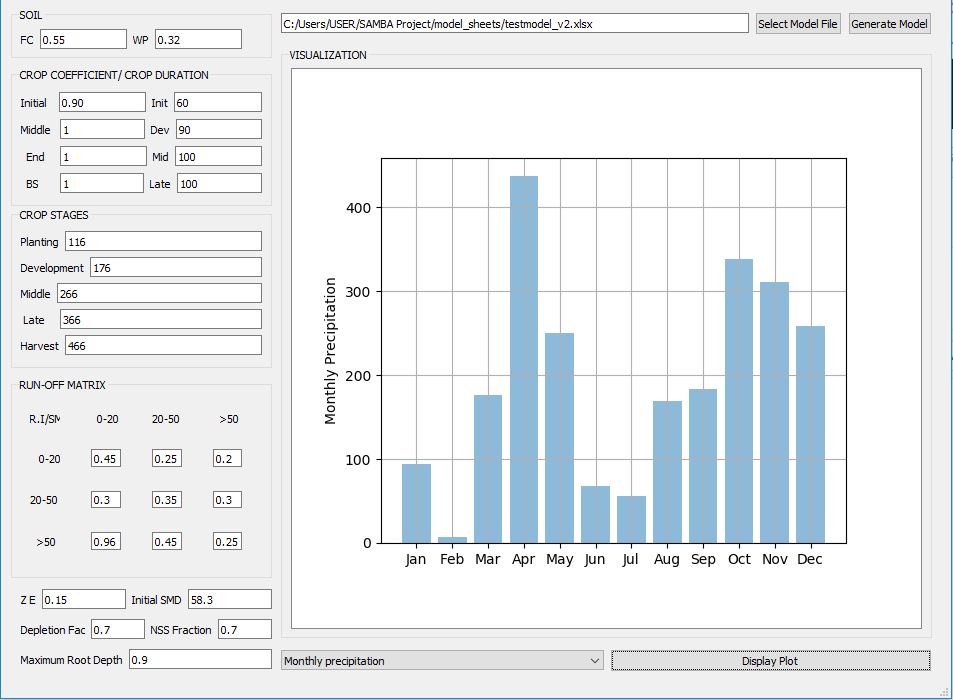 SOIL
FC 0.55 WP 0.32
CROP COEFFICIENT/ CROP DURATION
Initial 0.90 Init 60
Middle 1 Dev 90
End 1 Mid 100
BS 1 Late 100
CROP STAGES
Planting 116
Development 176
Middle 266
Late 366
Harvest 466
RUN-OFF MATRIX
R.I/SM 0-20 20-50 >50
0-20 0.45 0.25 0.2
20-50 0.3 0.35 0.3
>50 0.96 0.45 0.25
Z E 0.15 Initial SMD 58.3
Depletion Fac 0.7 NSS Fraction 0.7
Maximum Root Depth 0.9
C:/Users/USER/SAMBA Project/model_sheets/testmodel_v2.xlsx Select Model File Generate Model
VISUALIZATION
Monthly Precipitation
400
300
200
100
0
Jan Feb Mar Apr May Jun Jul Aug Sep Oct Nov Dec
Monthly precipitation Display Plot